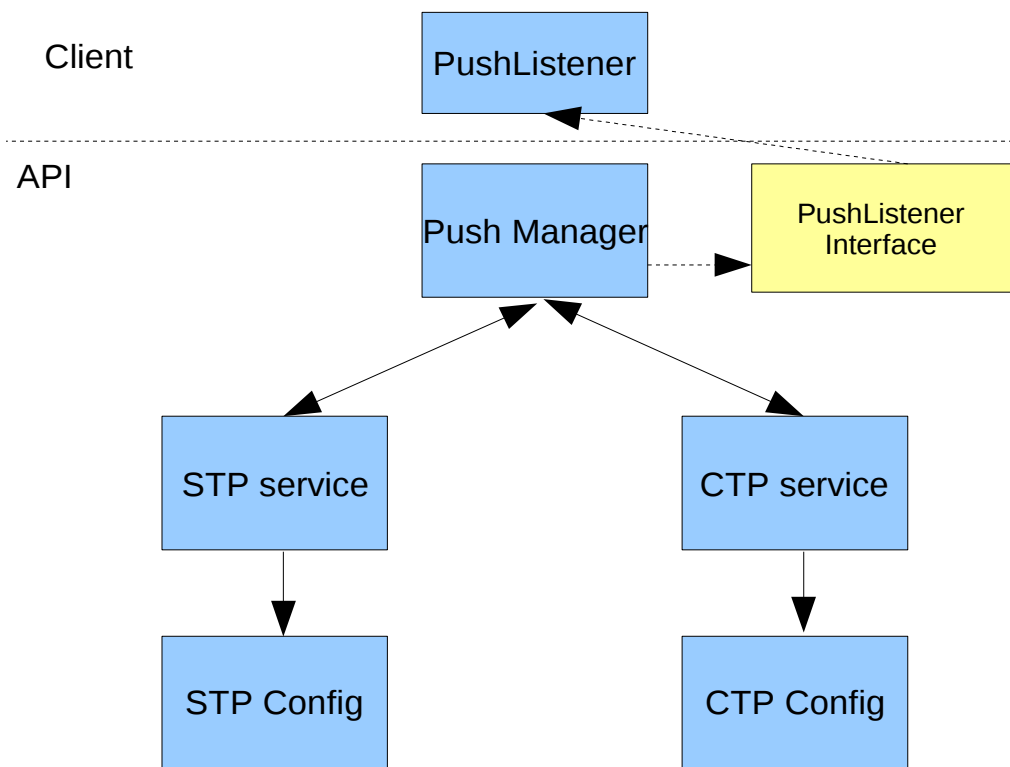 Client
PushListener
API
Push Manager
PushListener
Interface
STP service
CTP service
STP Config
CTP Config